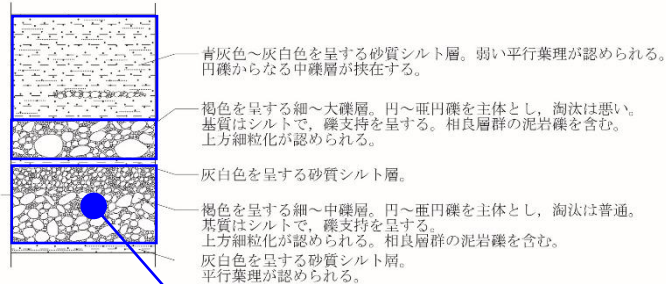 青灰色～灰白色を呈する砂質シルト層。弱い平行葉理が認められる。
円礫からなる中礫層が挟在する。
褐色を呈する細～大礫層。円～亜円礫を主体とし，淘汰は悪い。
基質はシルトで，礫支持を呈する。相良層群の泥岩礫を含む。
上方細粒化が認められる。
灰白色を呈する砂質シルト層。
褐色を呈する細～中礫層。円～亜円礫を主体とし，淘汰は普通。
基質はシルトで，礫支持を呈する。
上方細粒化が認められる。相良層群の泥岩礫を含む。
灰白色を呈する砂質シルト層。
平行葉理が認められる。